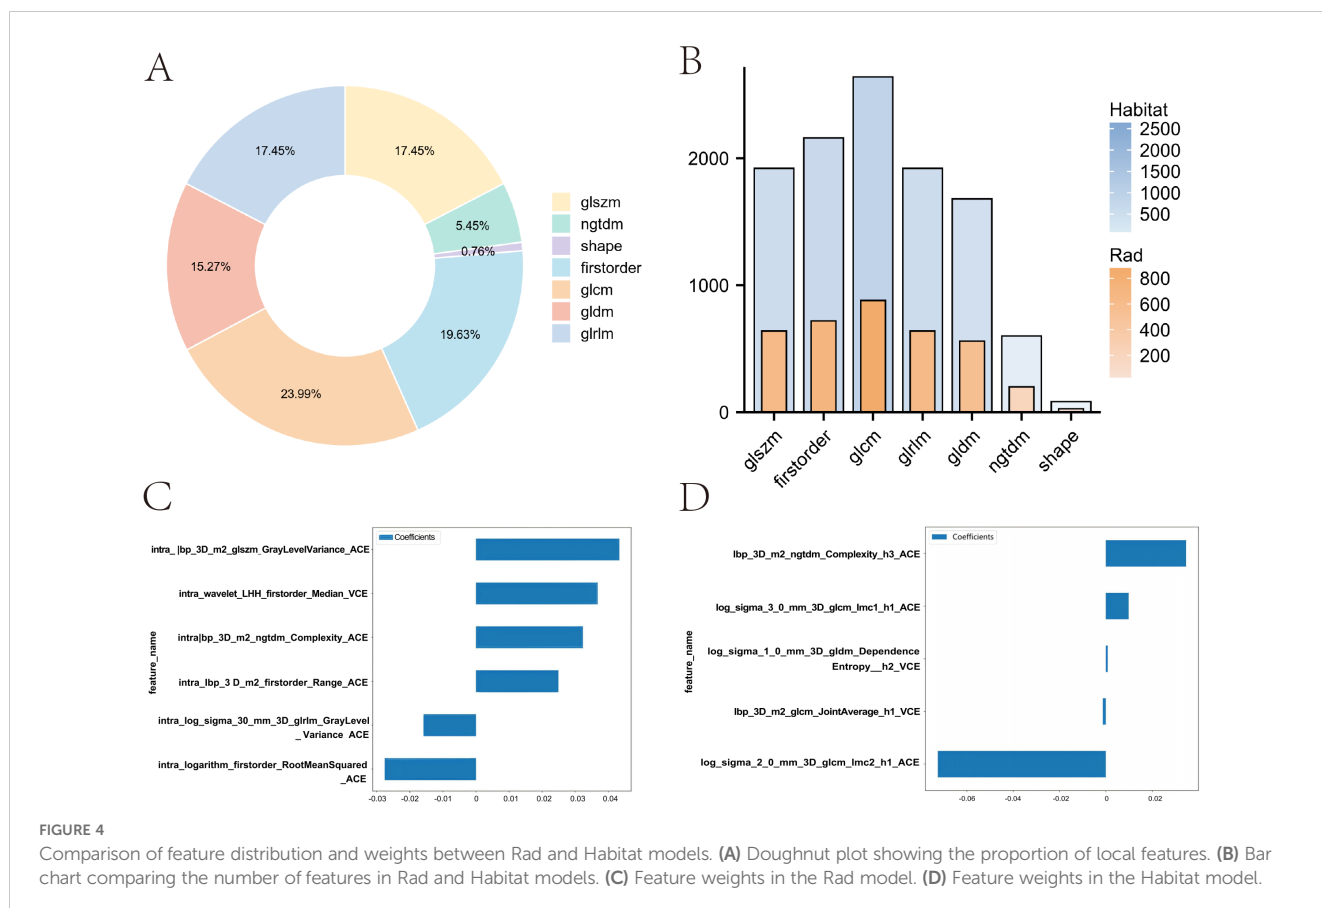 A
17.45%
17.45%
5.45%
0.76%
15.27%
19.63%
23.99%
glszm
ngtdm
shape
firstorder
glcm
gldm
glrlm
B
2000
1000
0
glszm
firstorder
glcm
glrlm
gldm
ngtdm
shape
Habitat
2500
2000
1500
1000
500
Rad
800
600
400
200
C
Coefficients
feature_name
intra_ |bp_3D_m2_glszm_GrayLevelVariance_ACE
intra_wavelet_LHH_firstorder_Median_VCE
intra|bp_3D_m2_ngtdm_Complexity_ACE
intra_lbp_3 D_m2_firstorder_Range_ACE
intra_log_sigma_30_mm_3D_glrlm_GrayLevel
_ Variance_ACE
intra_logarithm_firstorder_RootMeanSquared
_ACE
-0.03 -0.02 -0.01 0 0.01 0.02 0.03 0.04
D
Coefficients
feature_name
lbp_3D_m2_ngtdm_Complexity_h3_ACE
log_sigma_3_0_mm_3D_glcm_lmc1_h1_ACE
log_sigma_1_0_mm_3D_gldm_Dependence
Entropy__h2_VCE
lbp_3D_m2_glcm_JointAverage_h1_VCE
log_sigma_2_0_mm_3D_glcm_lmc2_h1_ACE
-0.06 -0.04 -0.02 0 0.02
FIGURE 4
Comparison of feature distribution and weights between Rad and Habitat models. (A) Doughnut plot showing the proportion of local features. (B) Bar
chart comparing the number of features in Rad and Habitat models. (C) Feature weights in the Rad model. (D) Feature weights in the Habitat model.